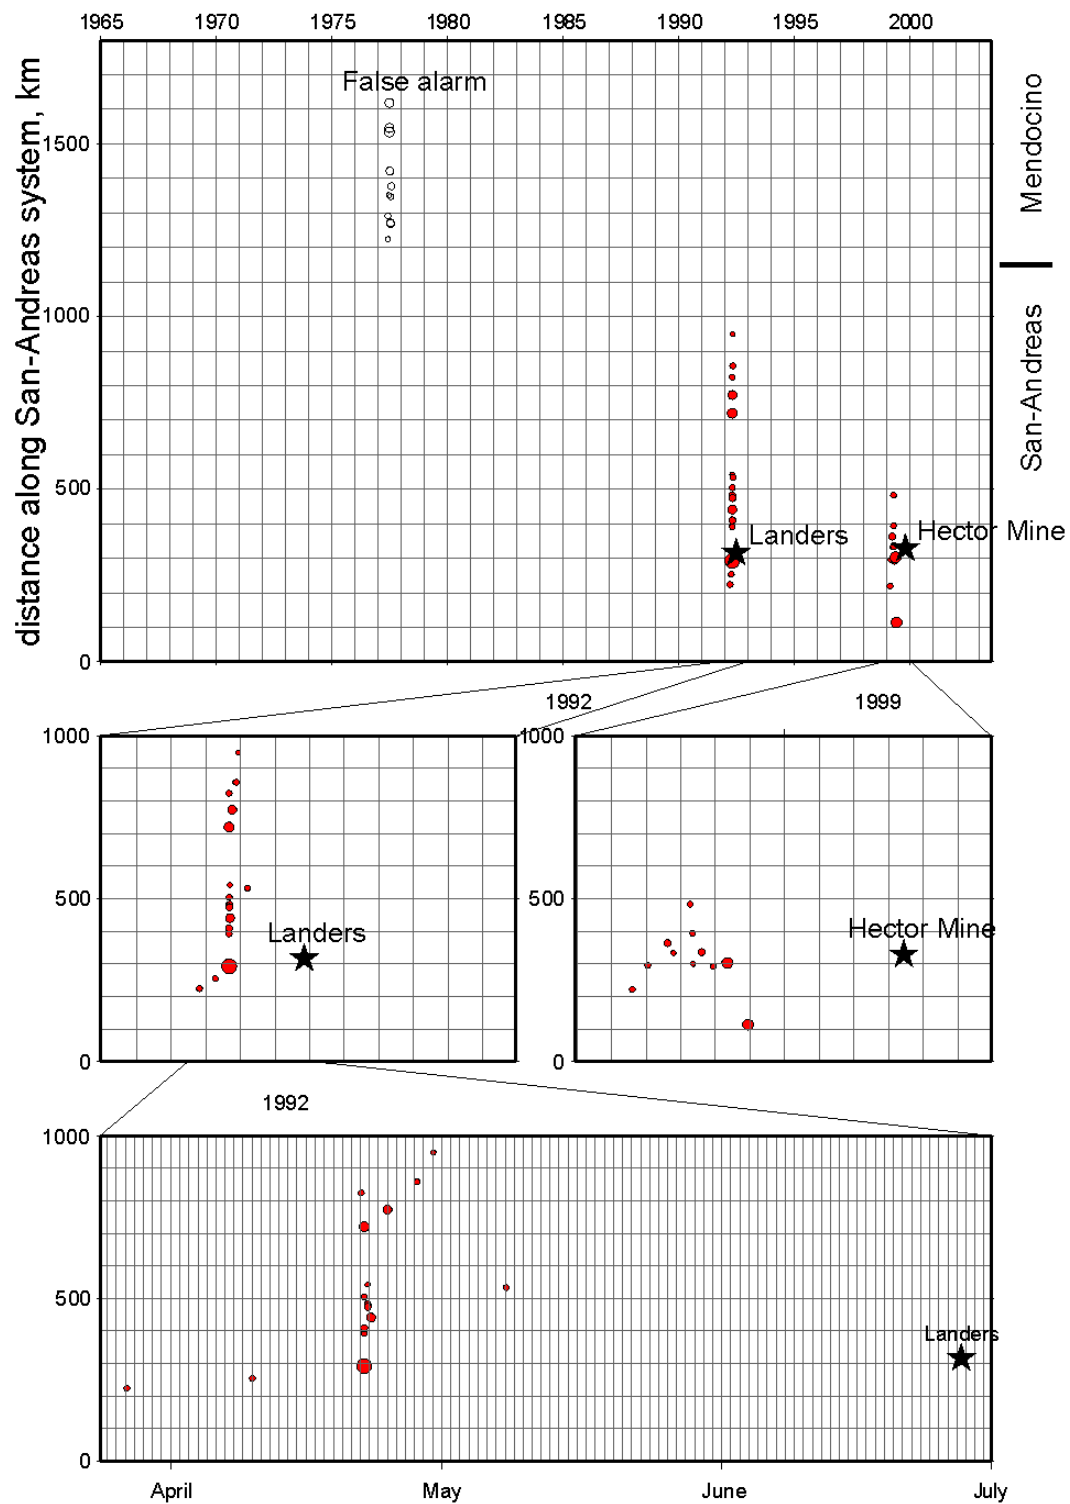 1965 1970 1975 1980 1985 1990 1995 2000
distance along San-Andreas system, km
False alarm
Mendocino
1500
San-Andreas
1000
500
Landers
Hector Mine
0
1992
1999
1000
1000
500
500
Landers
Hector Mine
0
0
1992
1000
500
Landers
0
April May June July